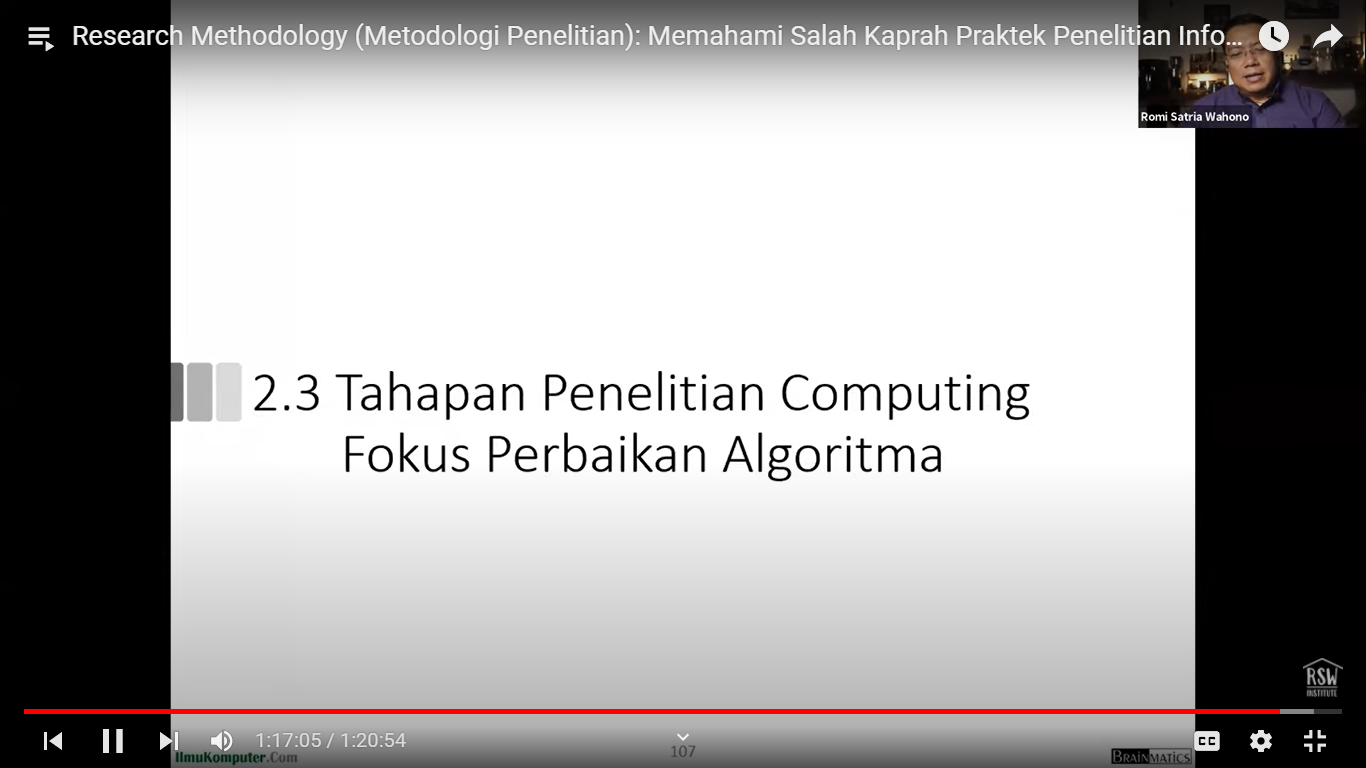 Research Methodology (Metodologi Penelitian): Memahami Salah Kaprah Praktek Penelitian Info...
Romi Satria Wahono
2.3 Tahapan Penelitian Computing
Fokus Perbaikan Algoritma
RSW
INSTITUTE
1:17:05 / 1:20:54
CC
IlmuKomputer.Com
107
BRAINMATICS